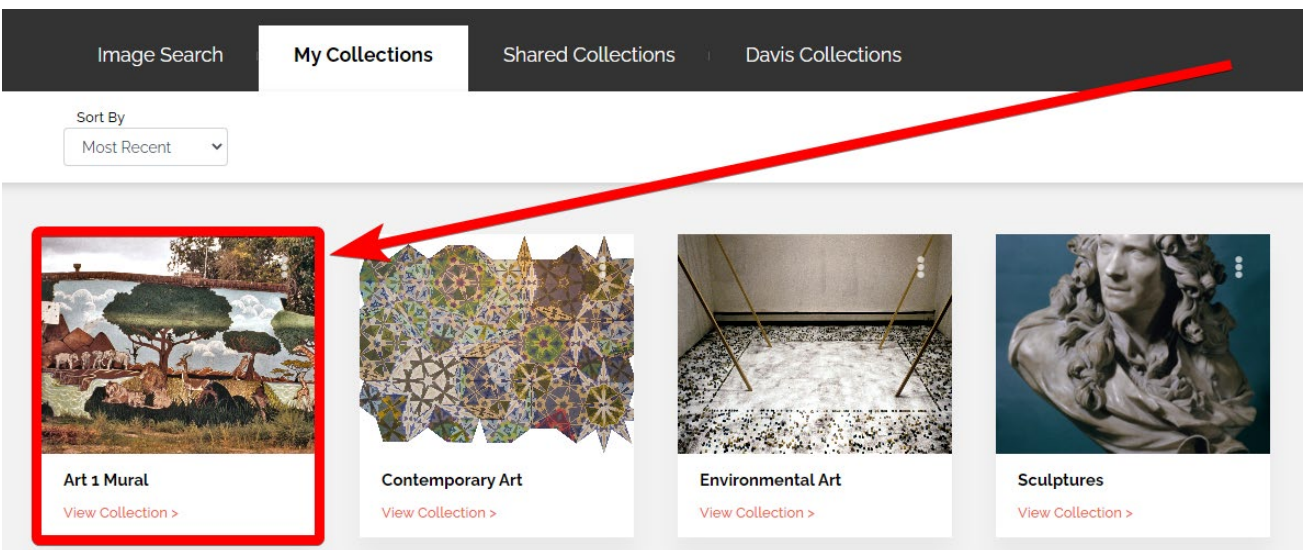 Image Search
My Collections
Shared Collections
Davis Collections
Sort By
Most Recent
Art 1 Mural
View Collection >
Contemporary Art
View Collection >
Environmental Art
View Collection >
Sculptures
View Collection >